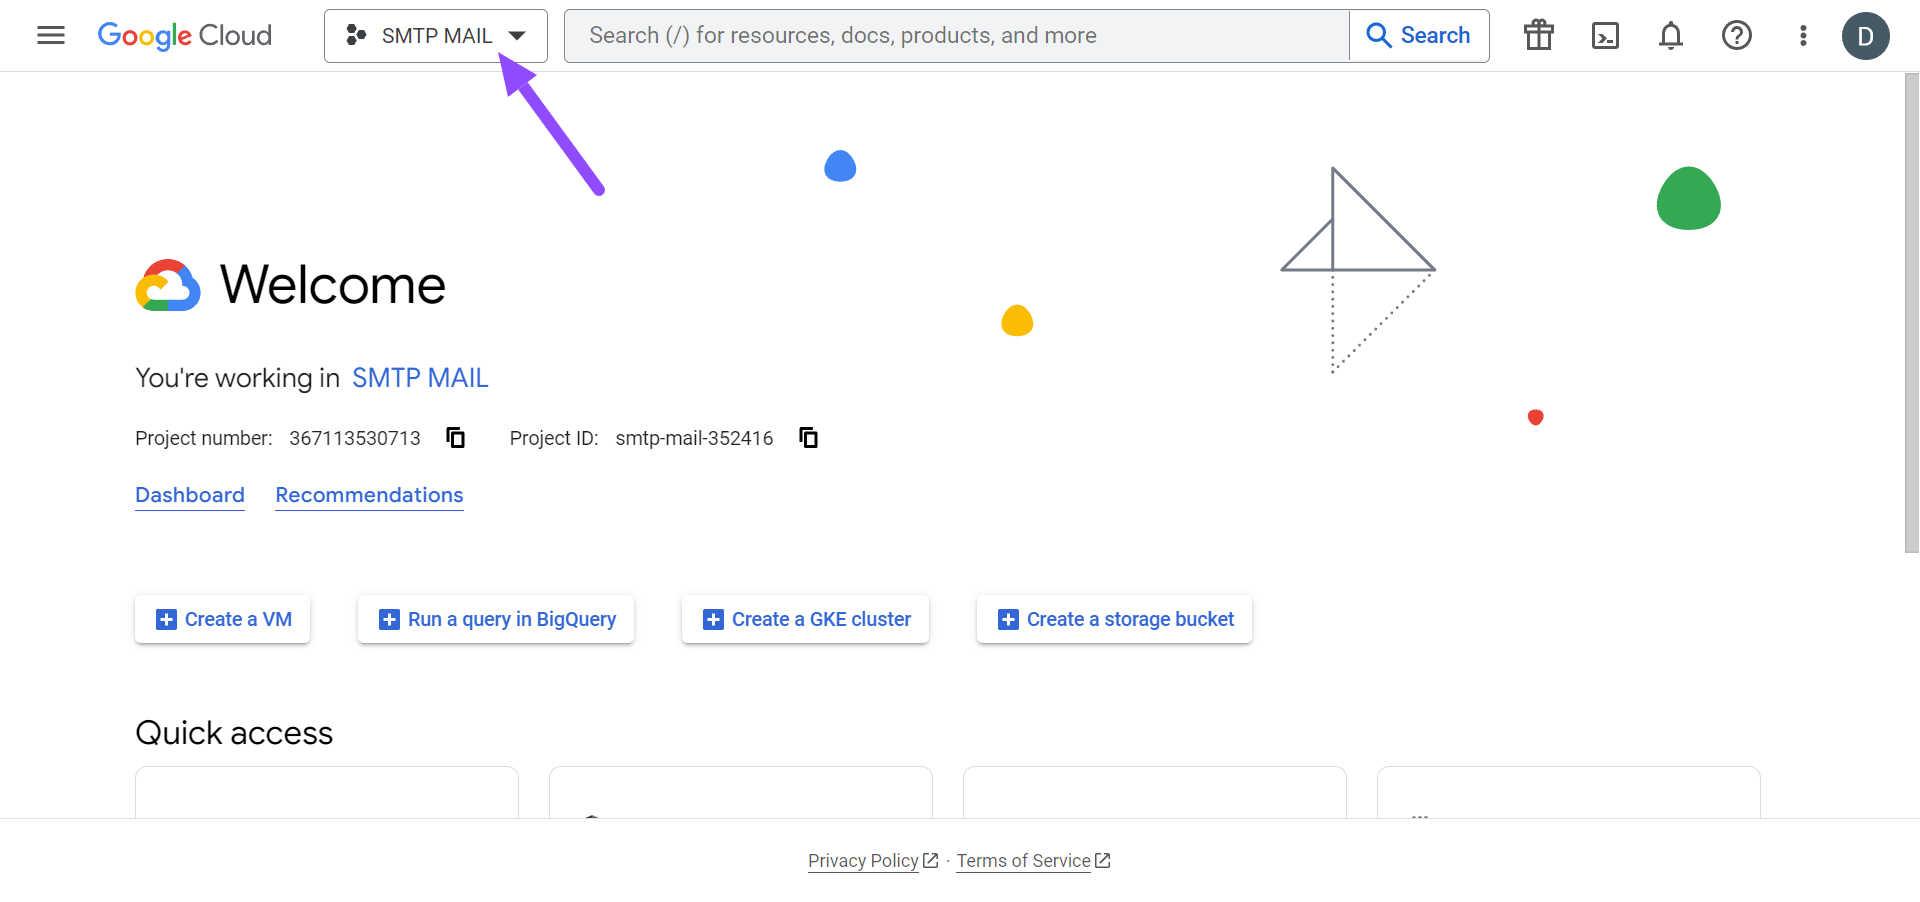 Google Cloud SMTP MAIL Search (/) for resources, docs, products, and more Search D
Welcome
You're working in SMTP MAIL
Project number: 367113530713 Project ID: smtp-mail-352416
Dashboard Recommendations
Create a VM Run a query in BigQuery Create a GKE cluster Create a storage bucket
Quick access
Privacy Policy · Terms of Service